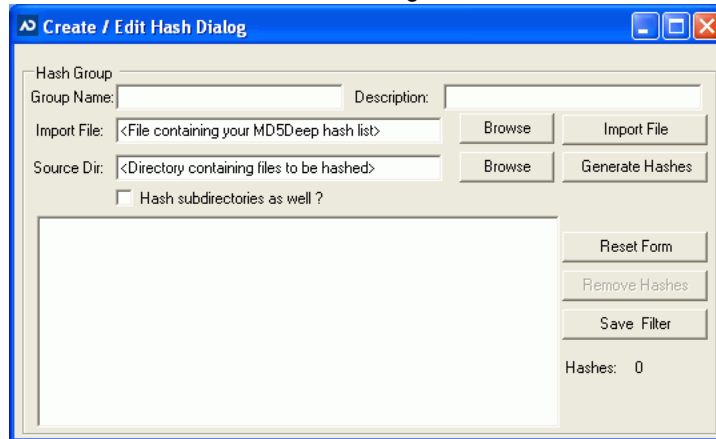 Create / Edit Hash Dialog
Hash Group
Group Name: Description:
Import File: <File containing your MD5Deep hash list> Browse Import File
Source Dir: <Directory containing files to be hashed> Browse Generate Hashes
Hash subdirectories as well ?
Reset Form
Remove Hashes
Save Filter
Hashes: 0